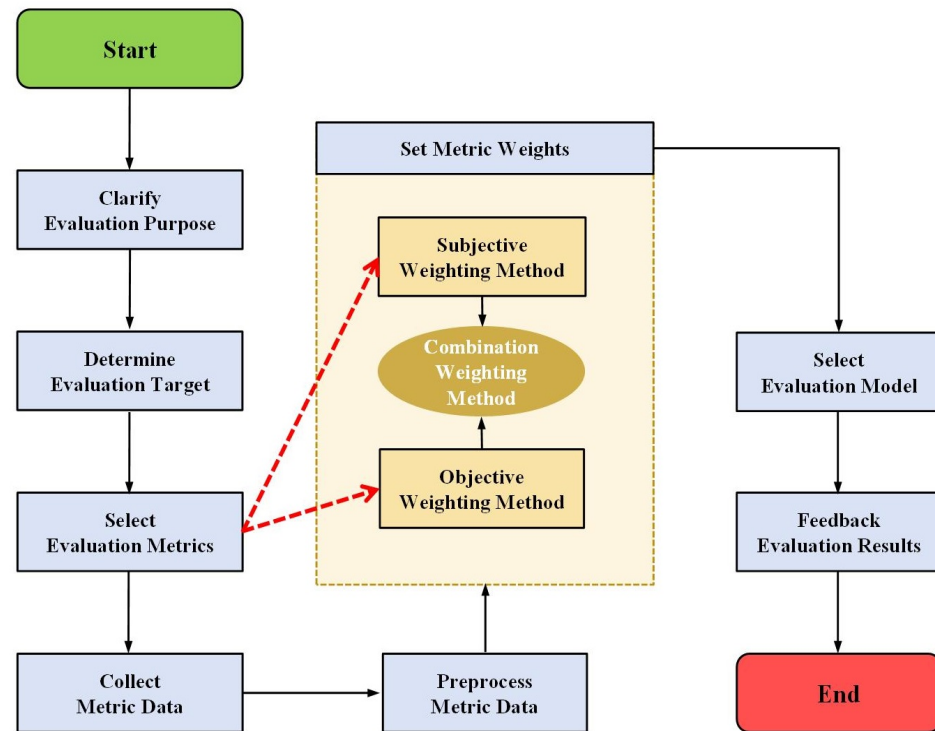 Start
Clarify
Evaluation Purpose
Determine
Evaluation Target
Select
Evaluation Metrics
Collect
Metric Data
Preprocess
Metric Data
Set Metric Weights
Subjective
Weighting Method
Combination
Weighting
Method
Objective
Weighting Method
Select
Evaluation Model
Feedback
Evaluation Results
End